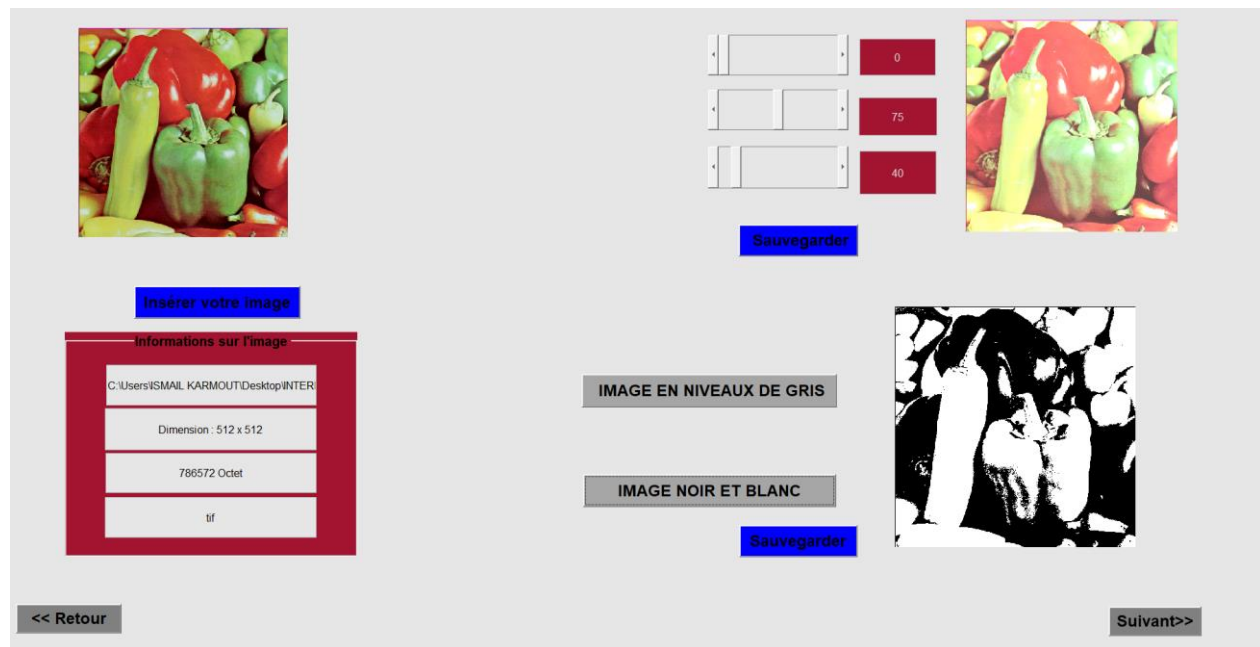 0
75
40
Sauvegarder
Insérer votre image
Informations sur l'image
C:\Users\ISMAIL KARMOUT\Desktop\INTER
Dimension : 512 x 512
786572 Octet
tif
IMAGE EN NIVEAUX DE GRIS
IMAGE NOIR ET BLANC
Sauvegarder
<< Retour
Suivant>>